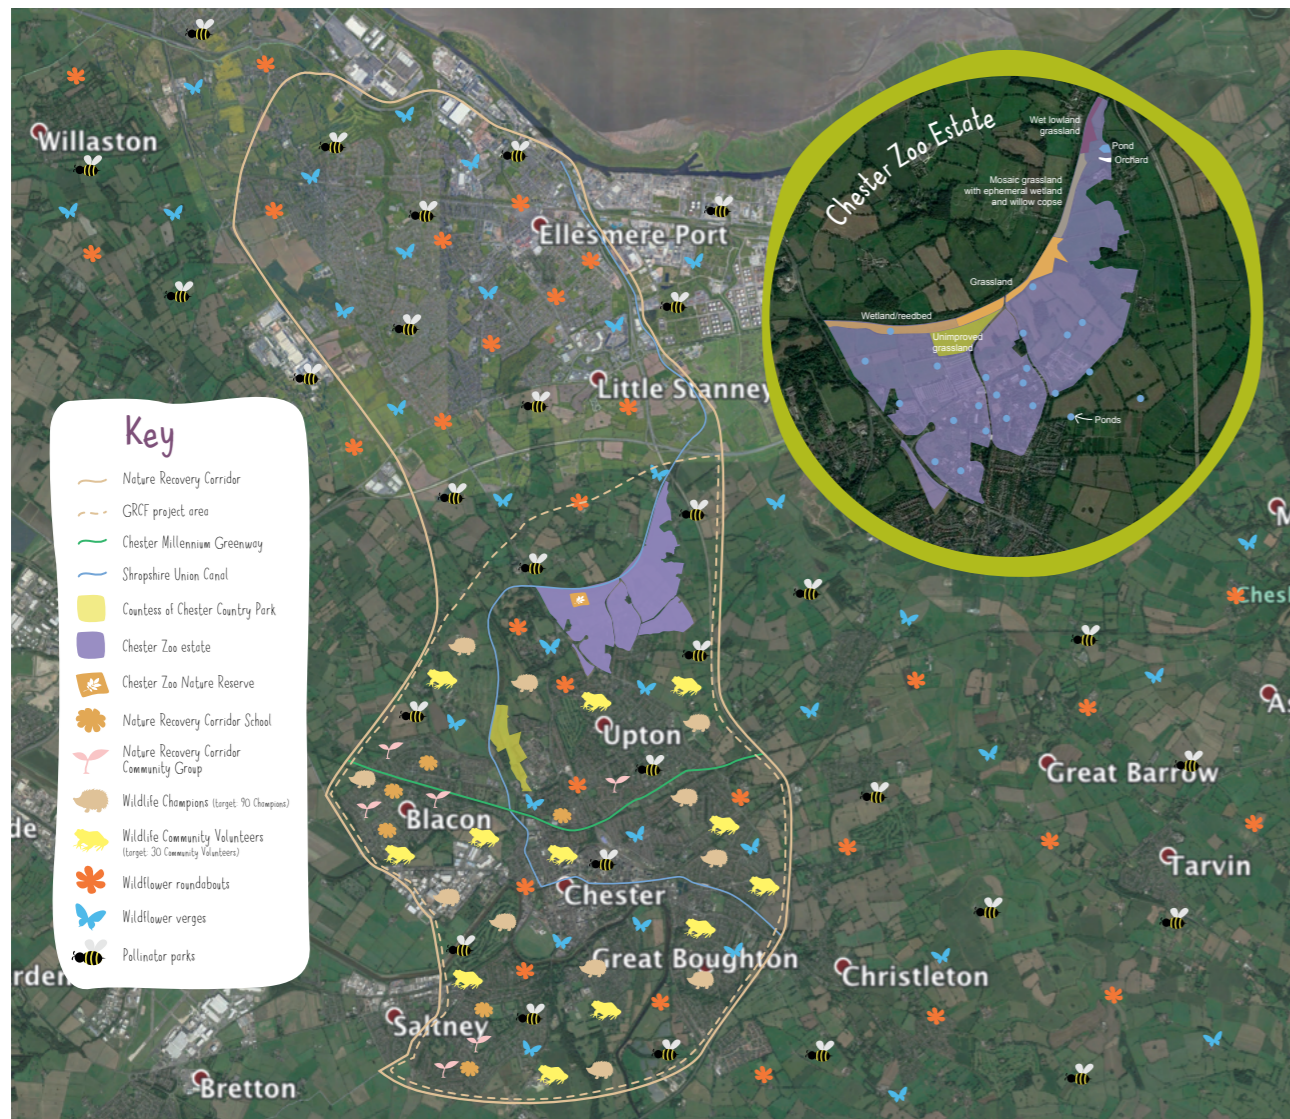 Willaston
Ellesmere Port
Little Stanney
Chester Zoo Estate
Wet lowland
grassland
Pond
Orchard
Mosaic grassland
with ephemeral wetland
and willow copse
Grassland
Wetland/reedbed
Unimproved
grassland
Ponds
Key
Nature Recovery Corridor
GRCF project area
Chester Millennium Greenway
Shropshire Union Canal
Countess of Chester Country Park
Chester Zoo estate
Chester Zoo Nature Reserve
Nature Recovery Corridor School
Nature Recovery Corridor
Community Group
Wildlife Champions (target: 90 Champions)
Wildlife Community Volunteers
(target: 30 Community Volunteers)
Wildflower roundabouts
Wildflower verges
Pollinator parks
M
Ches
As
Upton
Great Barrow
de
Blacon
Tarvin
Chester
Great Boughton
rden
Christleton
Saltney
Bretton